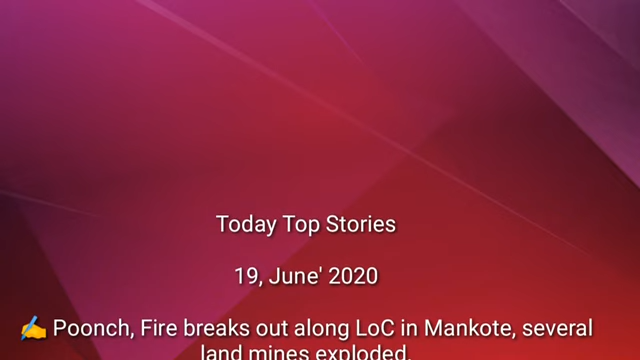 Today Top Stories
19, June' 2020
✍️ Poonch, Fire breaks out along LoC in Mankote, several
land mines exploded.